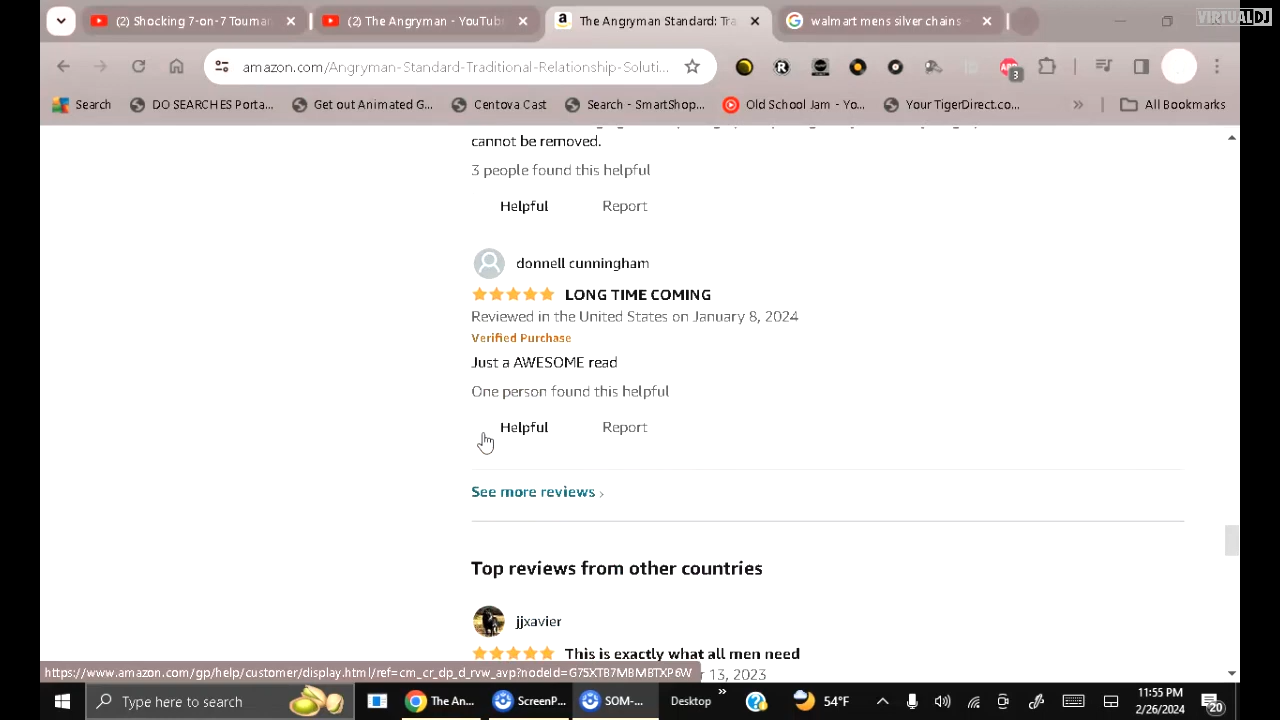 (2) Shocking 7-on-7 Tournam
(2) The Angryman - YouTube
The Angryman Standard: Tra
walmart mens silver chains -
VIRTUALDJ
amazon.com/Angryman-Standard-Traditional-Relationship-Soluti...
3
Search
DO SEARCHES Porta...
Get out Animated G...
Centova Cast
Search - SmartShop...
Old School Jam - Yo...
Your TigerDirect.co...
»
All Bookmarks
cannot be removed.
3 people found this helpful
Helpful
Report
donnell cunningham
LONG TIME COMING
Reviewed in the United States on January 8, 2024
Verified Purchase
Just a AWESOME read
One person found this helpful
Helpful
Report
See more reviews ›
Top reviews from other countries
jjxavier
This is exactly what all men need
r 13, 2023
https://www.amazon.com/gp/help/customer/display.html/ref=cm_cr_dp_d_rvw_avp?nodeId=G75XTB7MBMBTXP6W
Type here to search
The An...
ScreenP...
SOM-...
Desktop
»
54°F
11:55 PM
2/26/2024
20